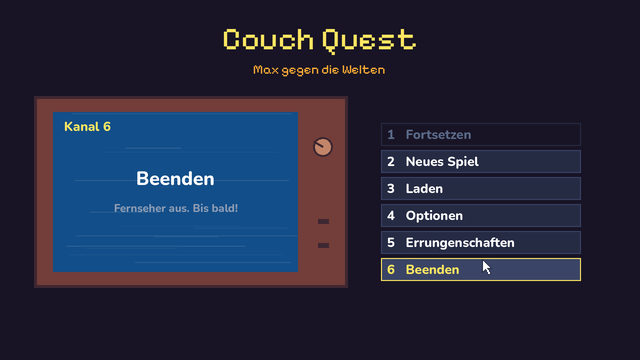 Couch Quest
Max gegen die Welten
Kanal 6
Beenden
Fernseher aus. Bis bald!
1 Fortsetzen
2 Neues Spiel
3 Laden
4 Optionen
5 Errungenschaften
6 Beenden